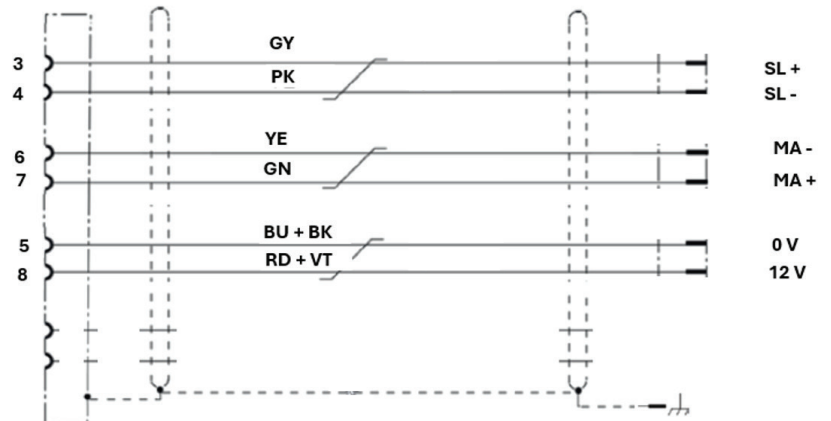 3 GY SL +
4 PK SL -
6 YE MA -
7 GN MA +
5 BU + BK 0 V
8 RD + VT 12 V